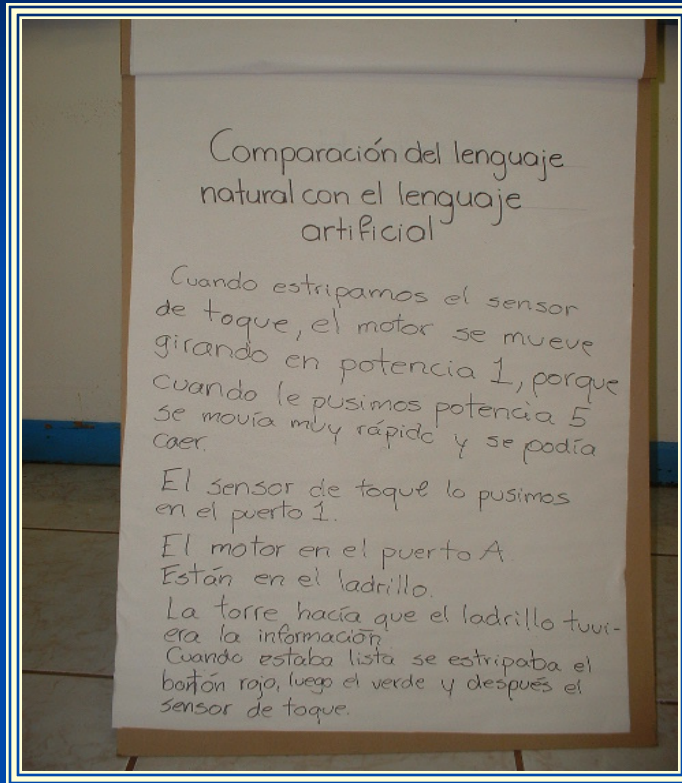 Comparación del lenguaje
natural con el lenguaje
artificial
Cuando estripamos el sensor
de toque, el motor se mueve
girando en potencia 1, porque
cuando le pusimos potencia 5
se movía muy rápido y se podía
caer.
El sensor de toque lo pusimos
en el puerto 1.
El motor en el puerto A
Están en el ladrillo.
La torre hacía que el ladrillo tuvi-
era la información
Cuando estaba lista se estripaba el
botón rojo, luego el verde y después el
sensor de toque.